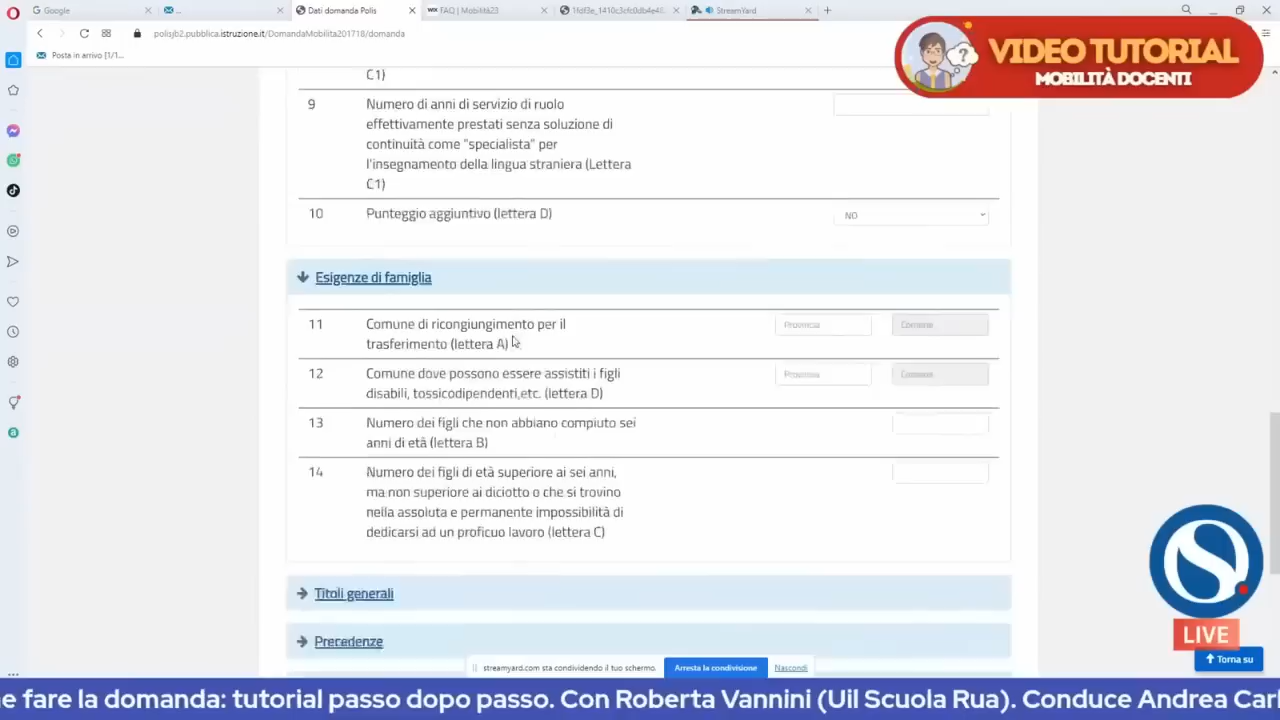 Google
Dati domanda Polis
FAQ | Mobilità23
StreamYard
polisjb2.pubblica.istruzione.it/DomandaMobilita201718/domanda
Posta in arrivo [1/1...
VIDEO TUTORIAL
MOBILITÀ DOCENTI
C1)
9 Numero di anni di servizio di ruolo
effettivamente prestati senza soluzione di
continuità come "specialista" per
l'insegnamento della lingua straniera (Lettera
C1)
10 Punteggio aggiuntivo (lettera D) NO
Esigenze di famiglia
11 Comune di ricongiungimento per il Provincia Comune
trasferimento (lettera A)
12 Comune dove possono essere assistiti i figli Provincia Comune
disabili, tossicodipendenti,etc. (lettera D)
13 Numero dei figli che non abbiano compiuto sei
anni di età (lettera B)
14 Numero dei figli di età superiore ai sei anni,
ma non superiore ai diciotto o che si trovino
nella assoluta e permanente impossibilità di
dedicarsi ad un proficuo lavoro (lettera C)
Titoli generali
Precedenze
LIVE
Torna su
streamyard.com sta condividendo il tuo schermo. Arresta la condivisione Nascondi
ne fare la domanda: tutorial passo dopo passo. Con Roberta Vannini (Uil Scuola Rua). Conduce Andrea Carl